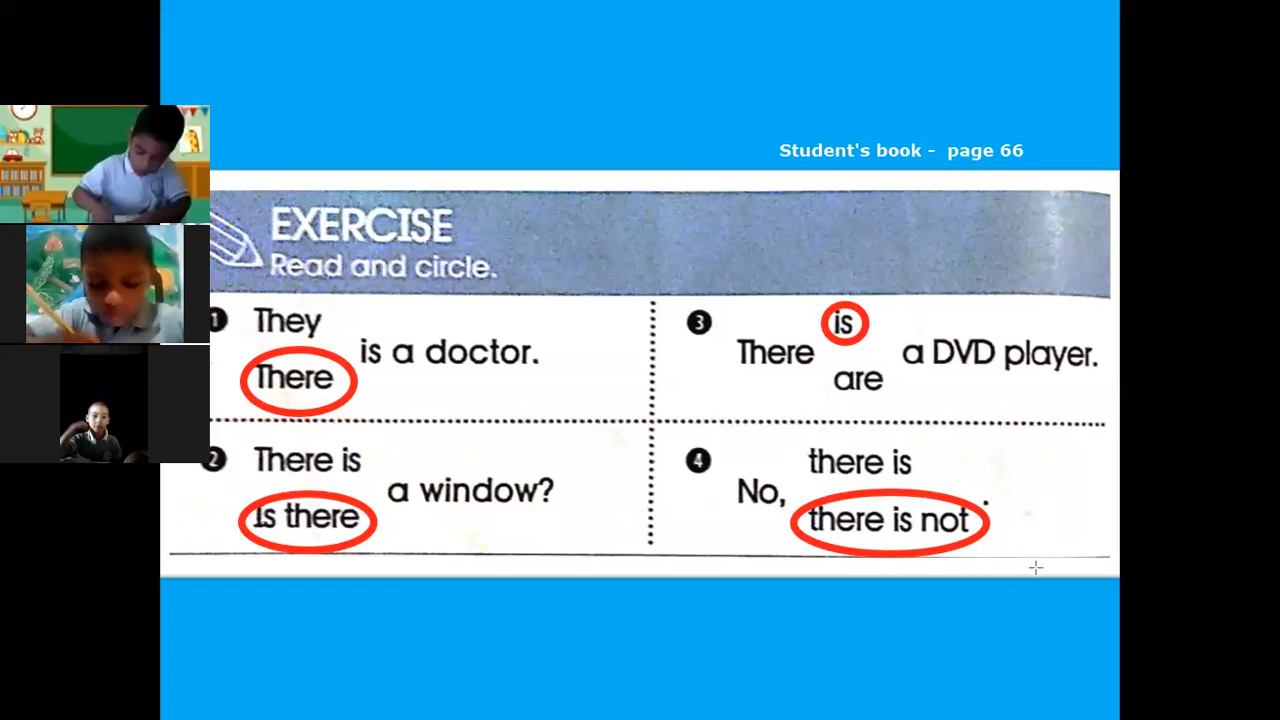 Student's book - page 66
EXERCISE
Read and circle.
1 They
There
is a doctor.
2 There is
Is there
a window?
3 There
is
are
a DVD player.
4 No,
there is
there is not
.